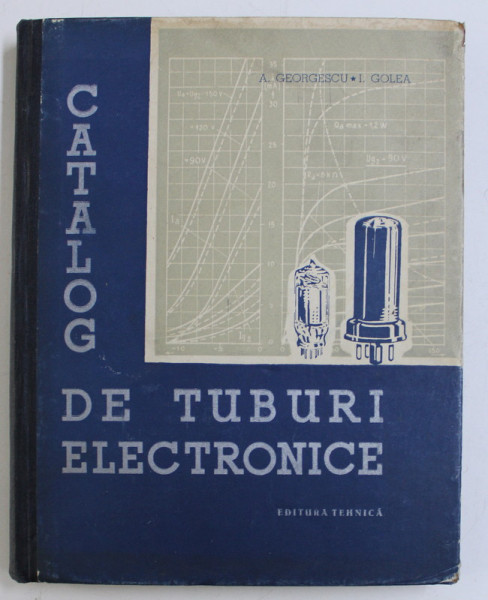 A. GEORGESCU ★ I. GOLEA
CATALOG
DE TUBURI
ELECTRONICE
EDITURA TEHNICĂ